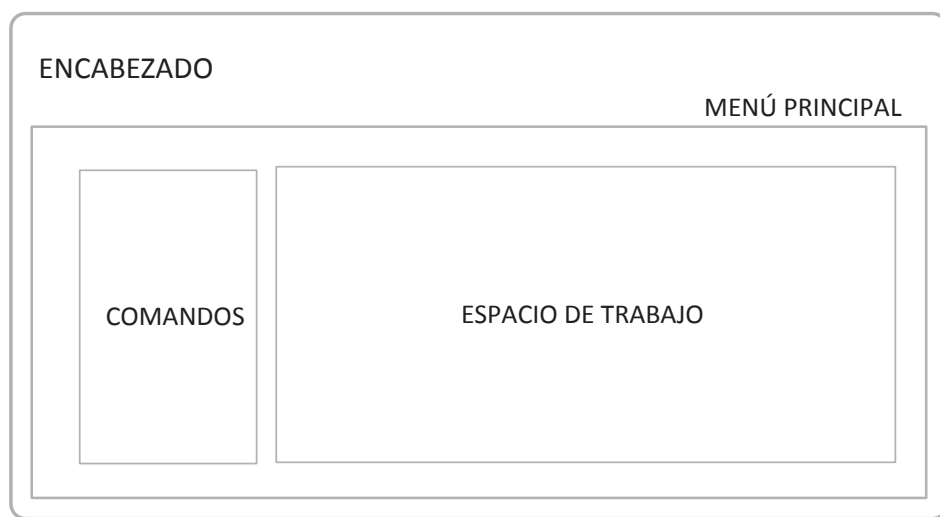 ENCABEZADO
MENÚ PRINCIPAL
COMANDOS
ESPACIO DE TRABAJO